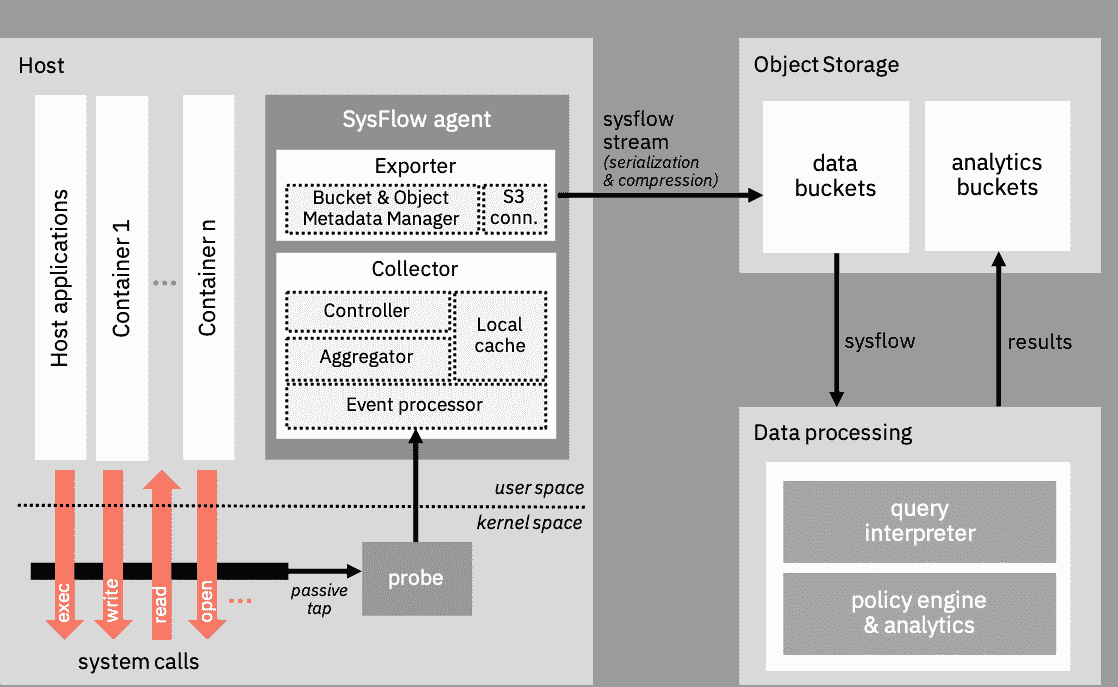 Host
Host applications
Container 1
...
Container n
SysFlow agent
Exporter
Bucket & Object
Metadata Manager
S3
conn.
Collector
Controller
Aggregator
Local
cache
Event processor
user space
kernel space
exec
write
read
open
...
passive
tap
probe
system calls
sysflow
stream
(serialization
& compression)
Object Storage
data
buckets
analytics
buckets
sysflow
results
Data processing
query
interpreter
policy engine
& analytics